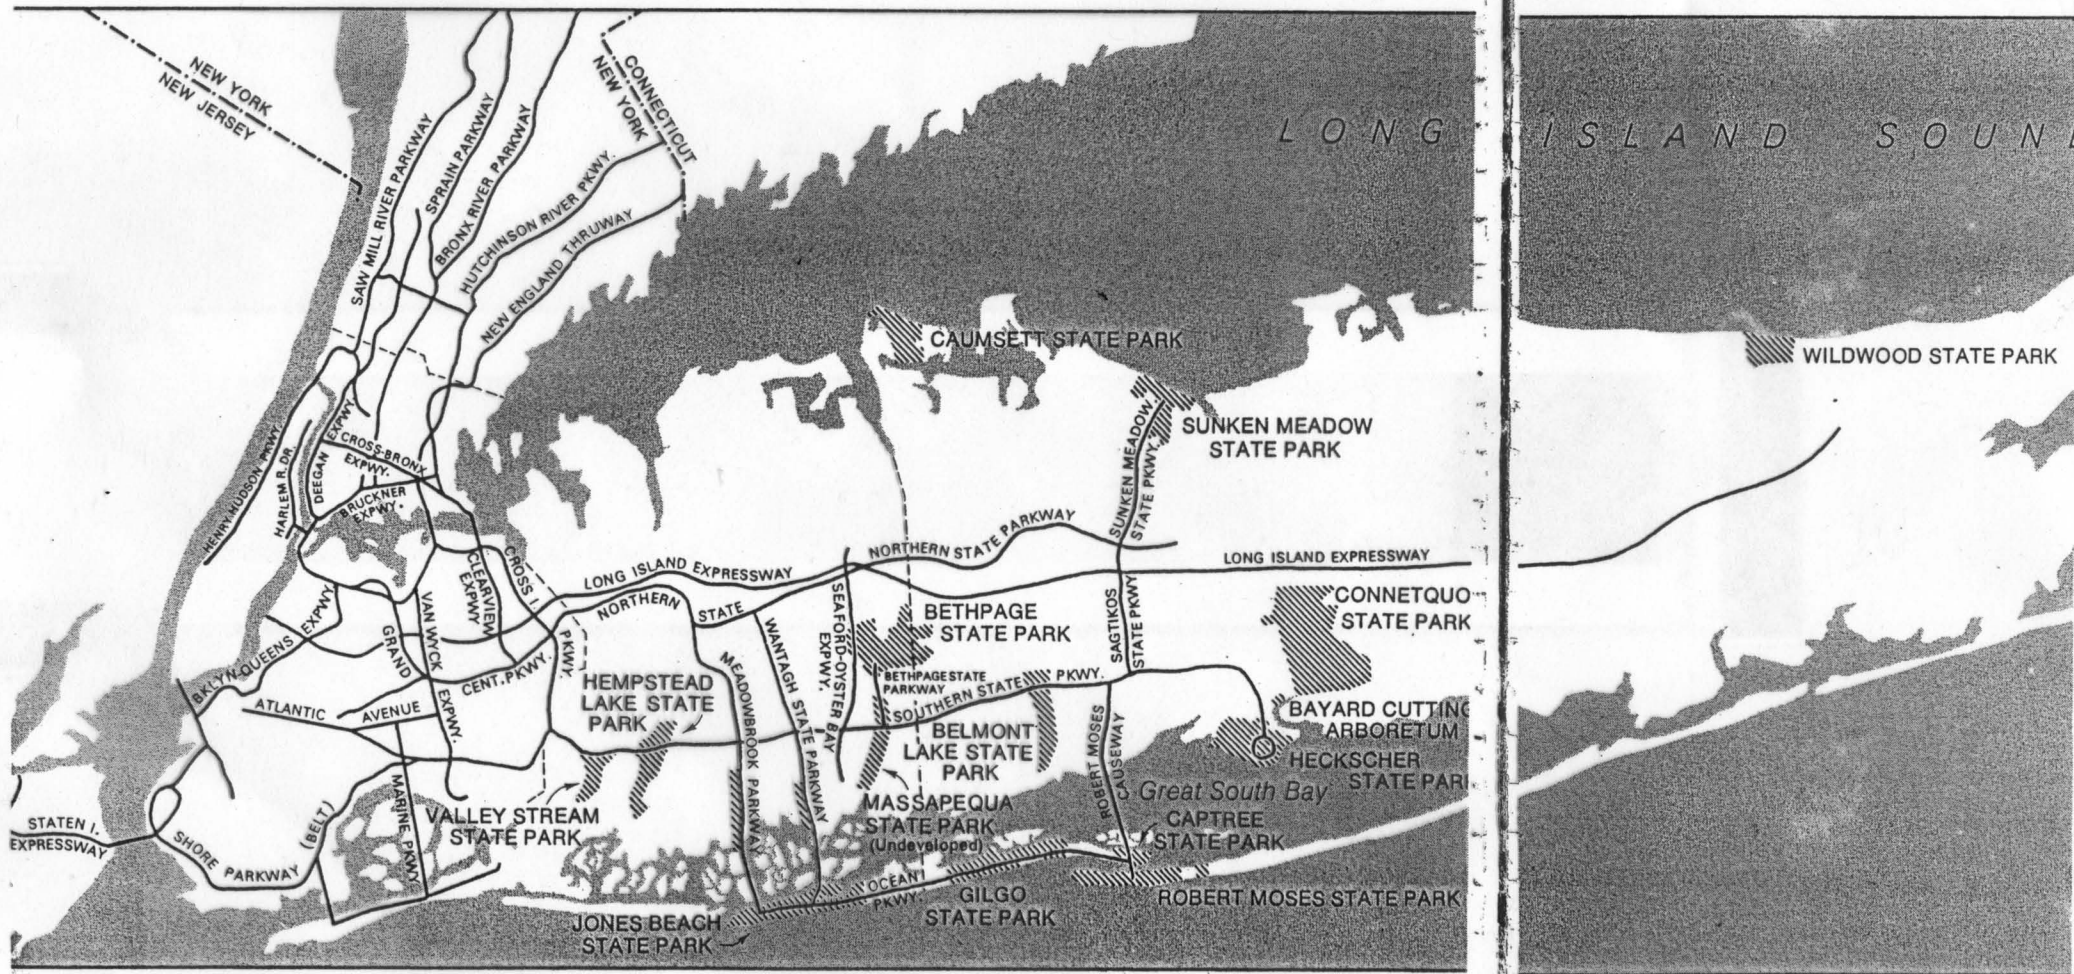 NEW YORK
NEW JERSEY
CONNECTICUT
NEW YORK
LONG ISLAND SOUN
SAW MILL RIVER PARKWAY
SPRAIN PARKWAY
BRONX RIVER PARKWAY
HUTCHINSON RIVER PKWY.
NEW ENGLAND THRUWAY
CAUMSETT STATE PARK
WILDWOOD STATE PARK
SUNKEN MEADOW
STATE PARK
SUNKEN MEADOW
STATE PKWY.
HENRY HUDSON PKWY.
HARLEM R. DR.
DEEGAN EXPWY.
CROSS-BRONX
EXPWY.
BRUCKNER
EXPWY.
CROSS I. PKWY.
CLEARVIEW
EXPWY
LONG ISLAND EXPRESSWAY
NORTHERN STATE PARKWAY
LONG ISLAND EXPRESSWAY
NORTHERN STATE
VAN WYCK EXPWY.
GRAND CENT. PKWY.
BKLYN-QUEENS EXPWY.
ATLANTIC AVENUE
SEAFORD-OYSTER BAY
EXPWY.
BETHPAGE
STATE PARK
BETHPAGE STATE
PARKWAY
SAGTIKOS
STATE PKWY
CONNETQUO
STATE PARK
HEMPSTEAD
LAKE STATE
PARK
MEADOWBROOK PARKWAY
WANTAGH STATE PARKWAY
SOUTHERN STATE PKWY.
BELMONT
LAKE STATE
PARK
BAYARD CUTTING
ARBORETUM
HECKSCHER
STATE PARK
ROBERT MOSES
CAUSEWAY
Great South Bay
MARINE PKWY.
VALLEY STREAM
STATE PARK
MASSAPEQUA
STATE PARK
(Undeveloped)
CAPTREE
STATE PARK
STATEN I.
EXPRESSWAY
SHORE PARKWAY (BELT)
OCEAN
PKWY.
GILGO
STATE PARK
ROBERT MOSES STATE PARK
JONES BEACH
STATE PARK